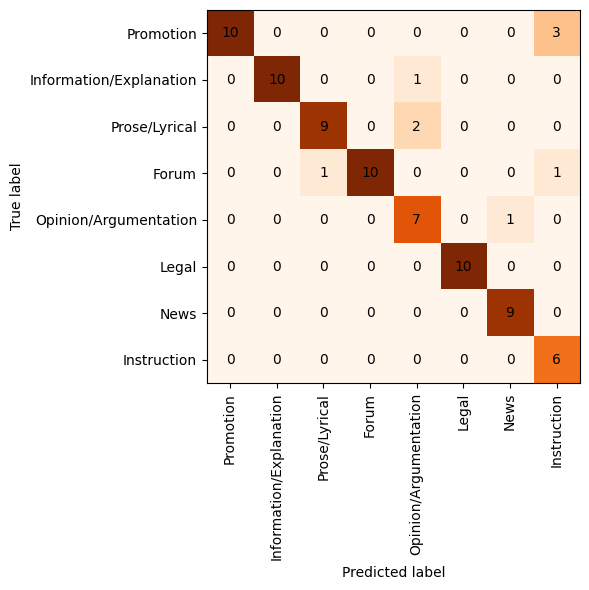 Promotion 10 0 0 0 0 0 0 3
Information/Explanation 0 10 0 0 1 0 0 0
Prose/Lyrical 0 0 9 0 2 0 0 0
Forum 0 0 1 10 0 0 0 1
Opinion/Argumentation 0 0 0 0 7 0 1 0
Legal 0 0 0 0 0 10 0 0
News 0 0 0 0 0 0 9 0
Instruction 0 0 0 0 0 0 0 6
True label
Promotion
Information/Explanation
Prose/Lyrical
Forum
Opinion/Argumentation
Legal
News
Instruction
Predicted label